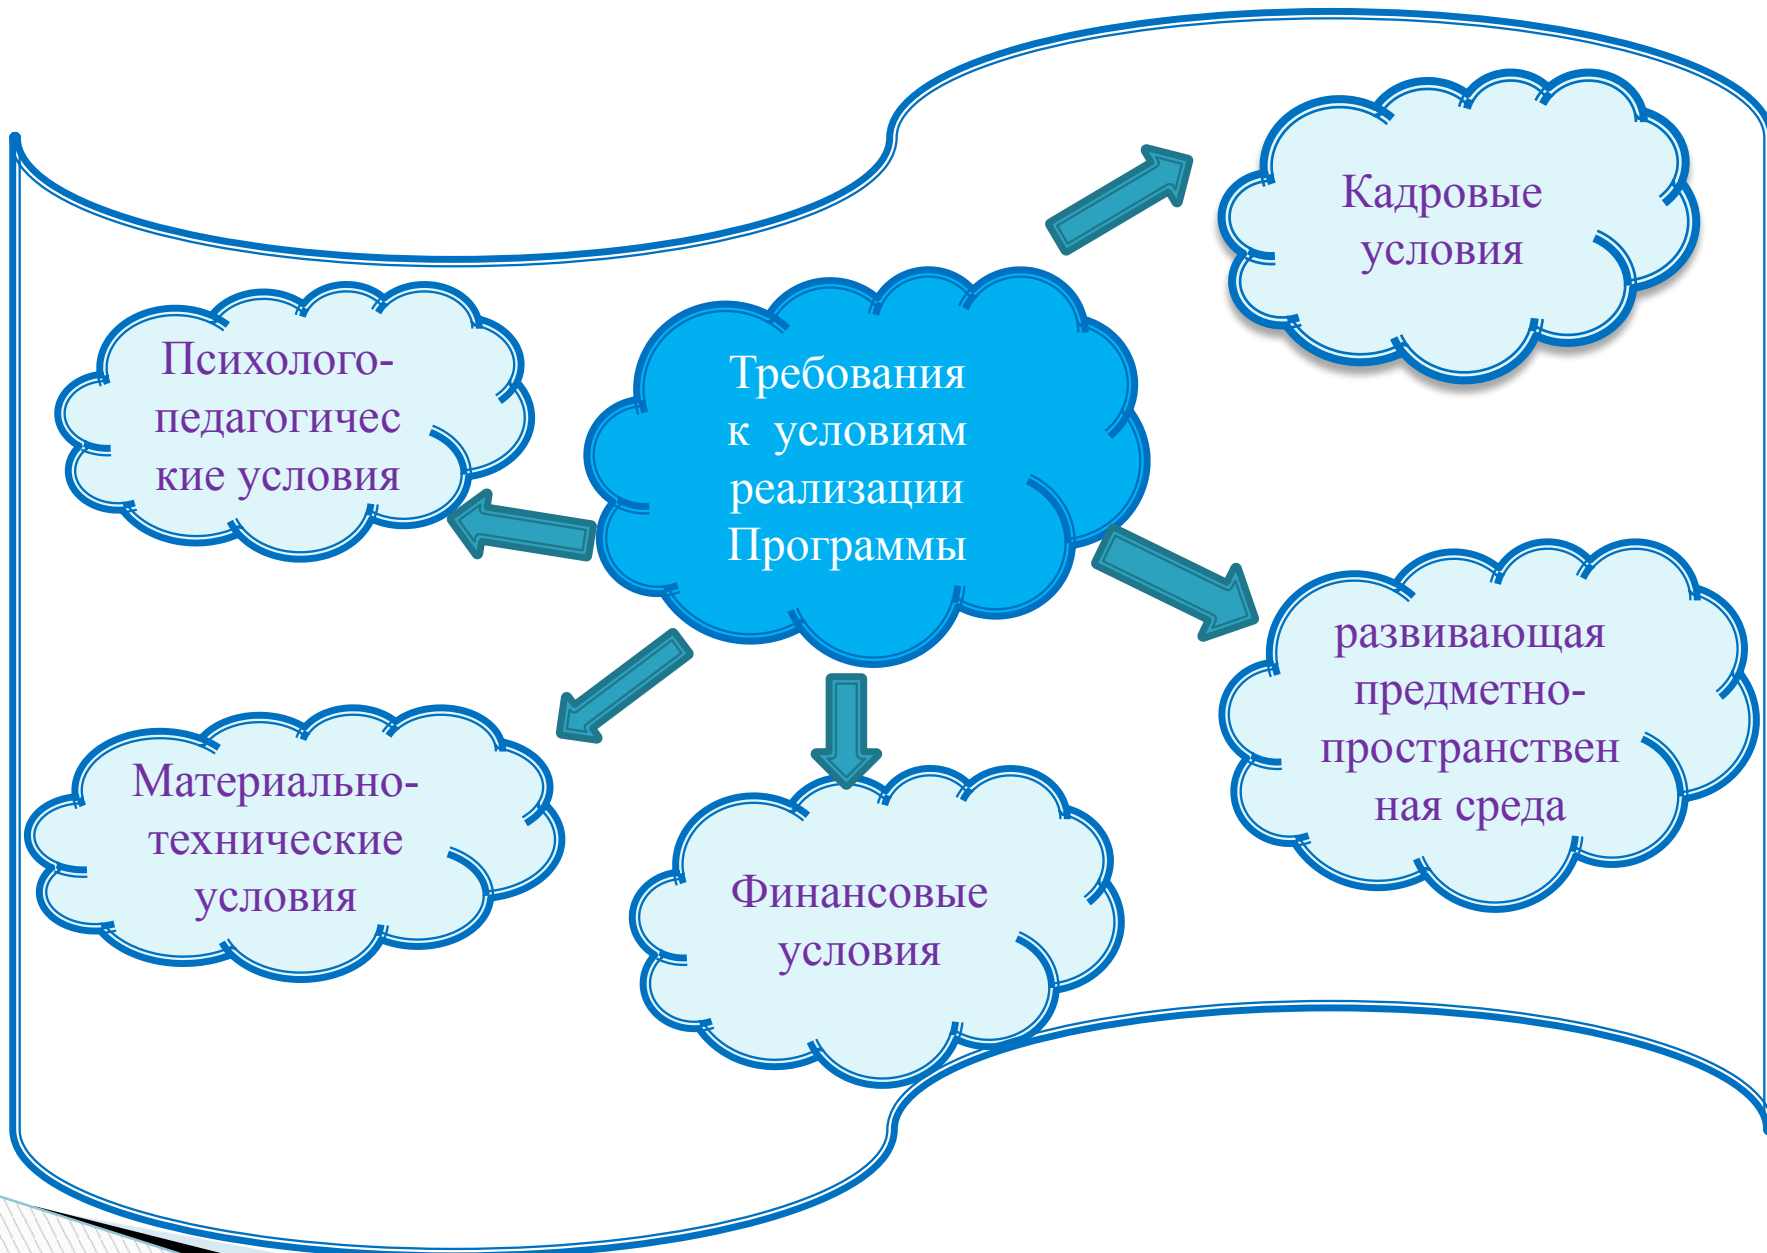 Кадровые
условия
Психолого-
педагогичес
кие условия
Требования
к условиям
реализации
Программы
развивающая
предметно-
пространствен
ная среда
Материально-
технические
условия
Финансовые
условия